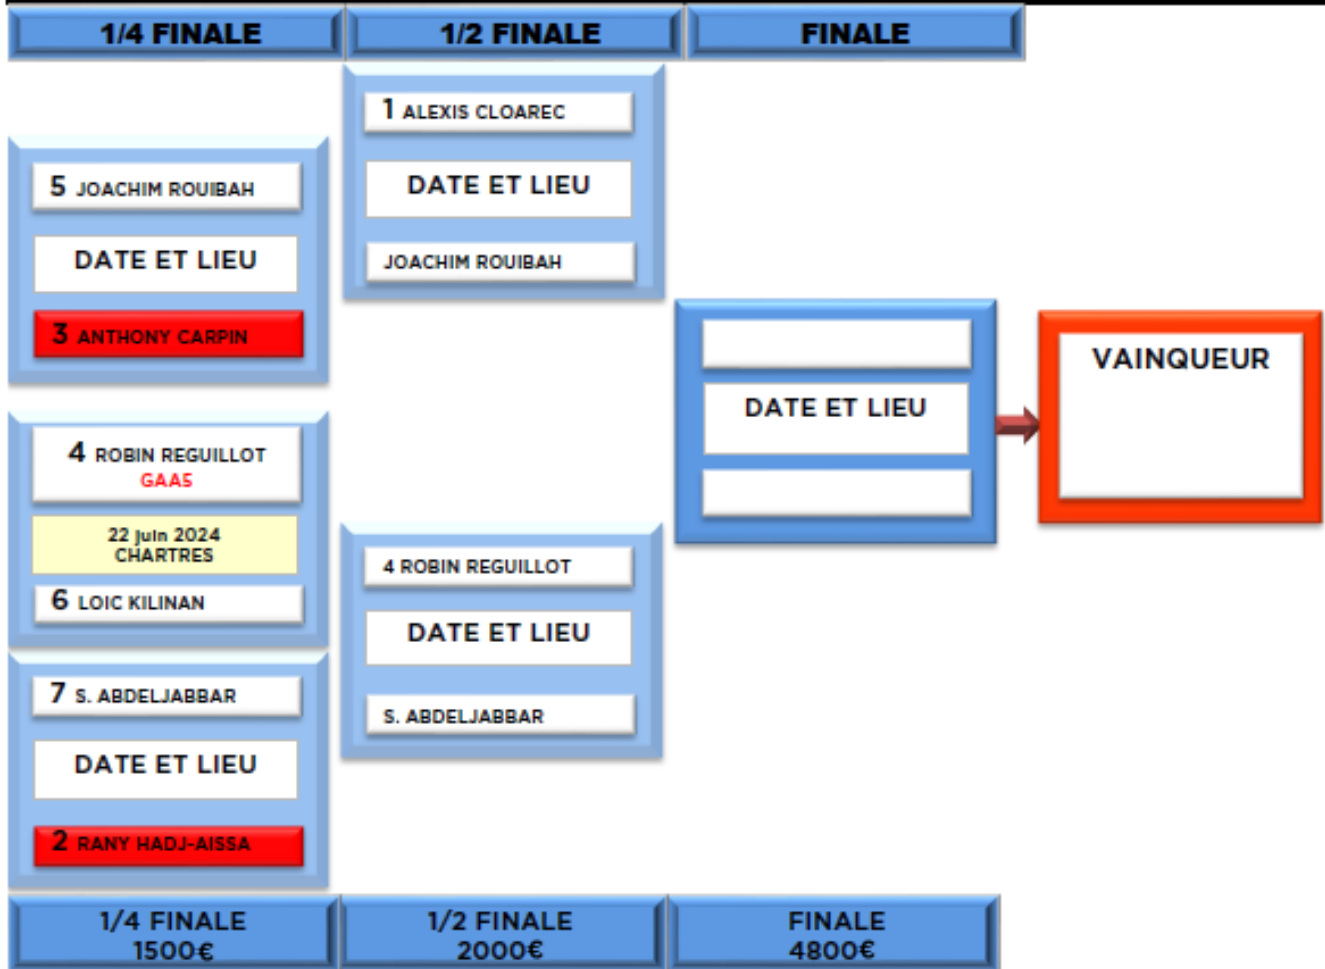 1/4 FINALE
1/2 FINALE
FINALE
5 JOACHIM ROUIBAH
DATE ET LIEU
3 ANTHONY CARPIN
4 ROBIN REGUILLOT
GAA5
22 juin 2024
CHARTRES
6 LOIC KILINAN
7 S. ABDELJABBAR
DATE ET LIEU
2 RANY HADJ-AISSA
1 ALEXIS CLOAREC
DATE ET LIEU
JOACHIM ROUIBAH
4 ROBIN REGUILLOT
DATE ET LIEU
S. ABDELJABBAR
DATE ET LIEU
VAINQUEUR
1/4 FINALE
1500€
1/2 FINALE
2000€
FINALE
4800€